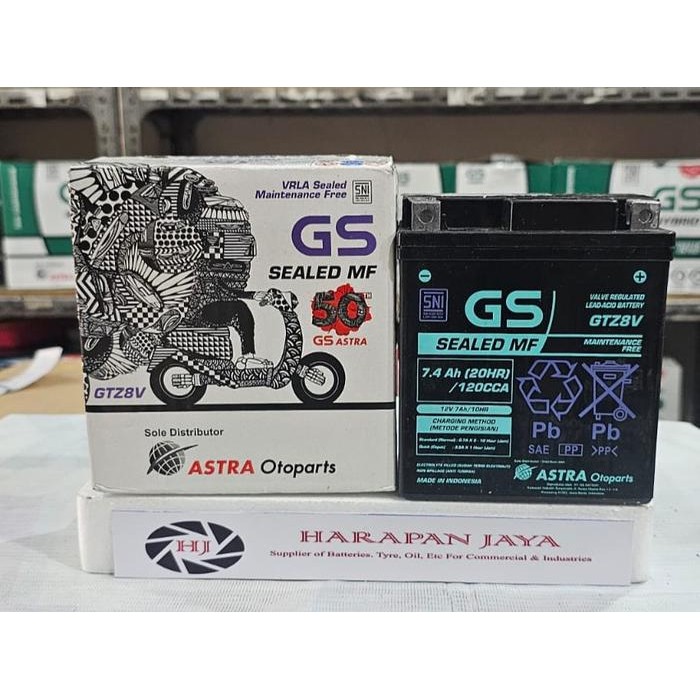 VRLA Sealed
Maintenance Free
SNI
GS
SEALED MF
50
GS ASTRA
GTZ8V
Sole Distributor
ASTRA Otoparts
SNI
GS
SEALED MF
VALVE REGULATED
LEAD-ACID BATTERY
GTZ8V
MAINTENANCE
FREE
7.4 Ah (20HR)
/120CCA
12V 7Ah/10HR
CHARGING METHOD
(METODE PENGISIAN)
Pb
Pb
SAE PP >PP<
MADE IN INDONESIA
ASTRA Otoparts
HJ
HARAPAN JAYA
Supplier of Batteries, Tyre, Oil, Etc For Commercial & Industries
GS
GS
HYBRID